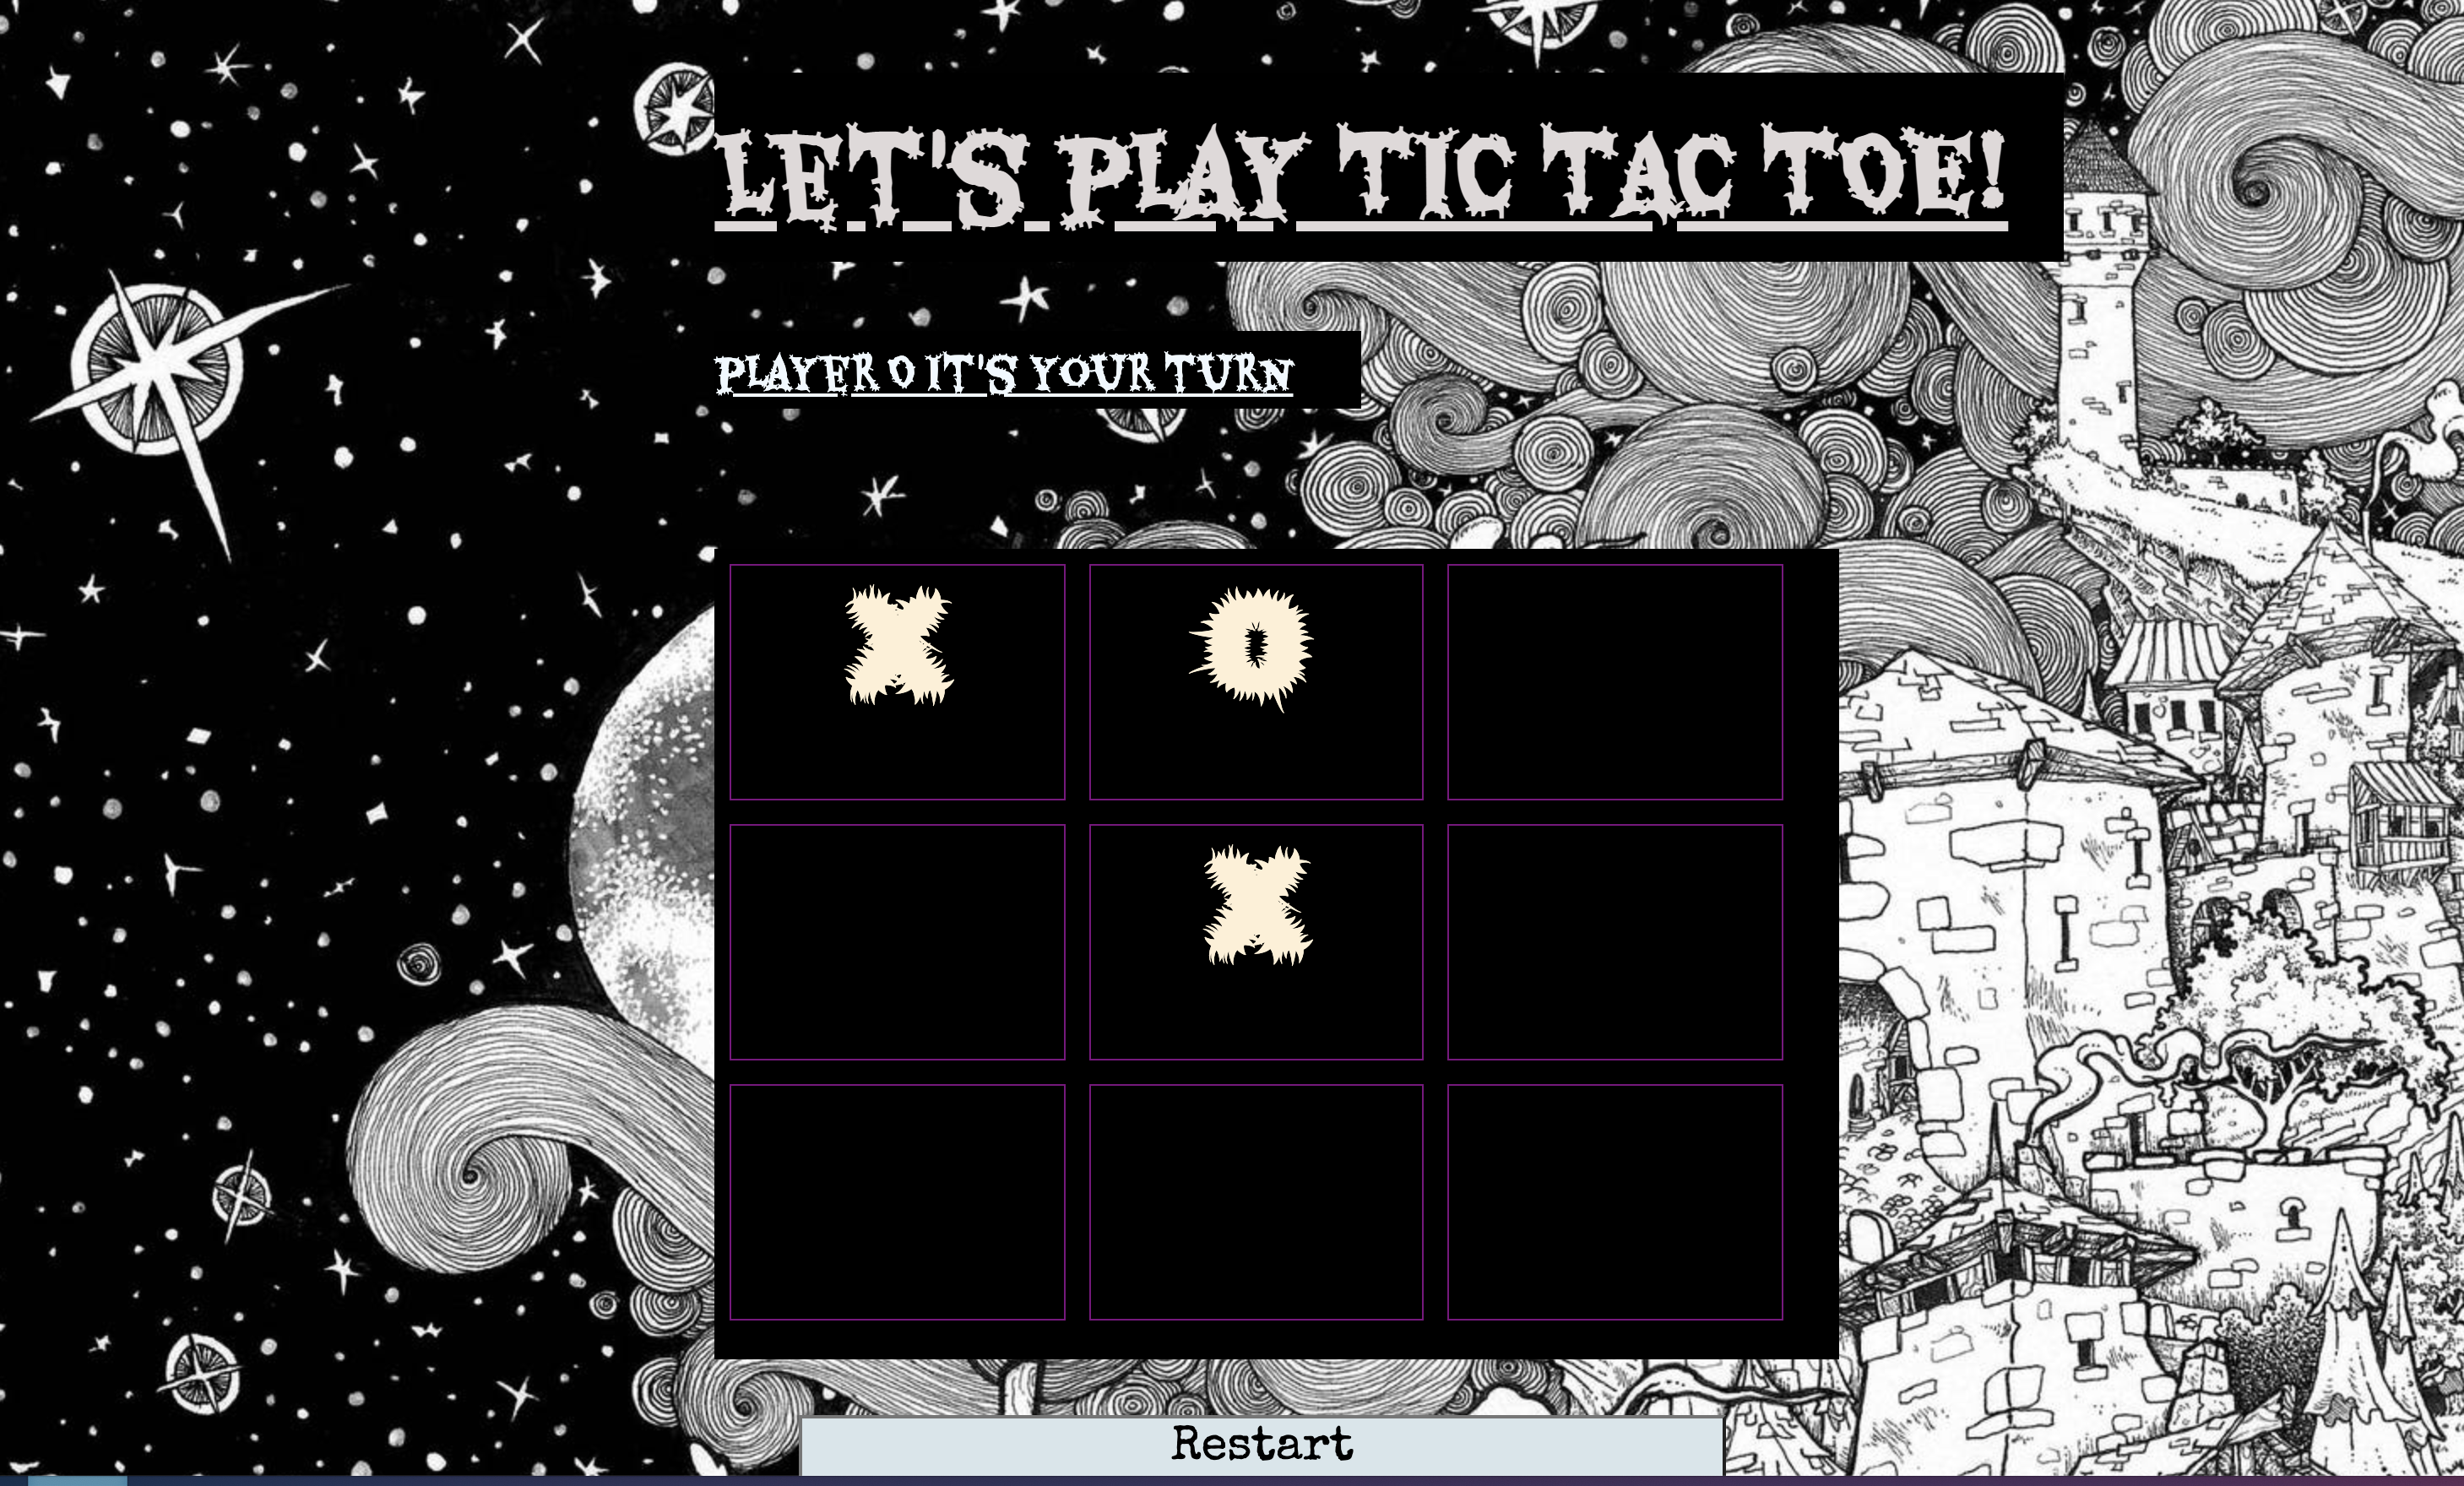 LET'S PLAY TIC TAC TOE!
PLAYER O IT'S YOUR TURN
X O
X
Restart